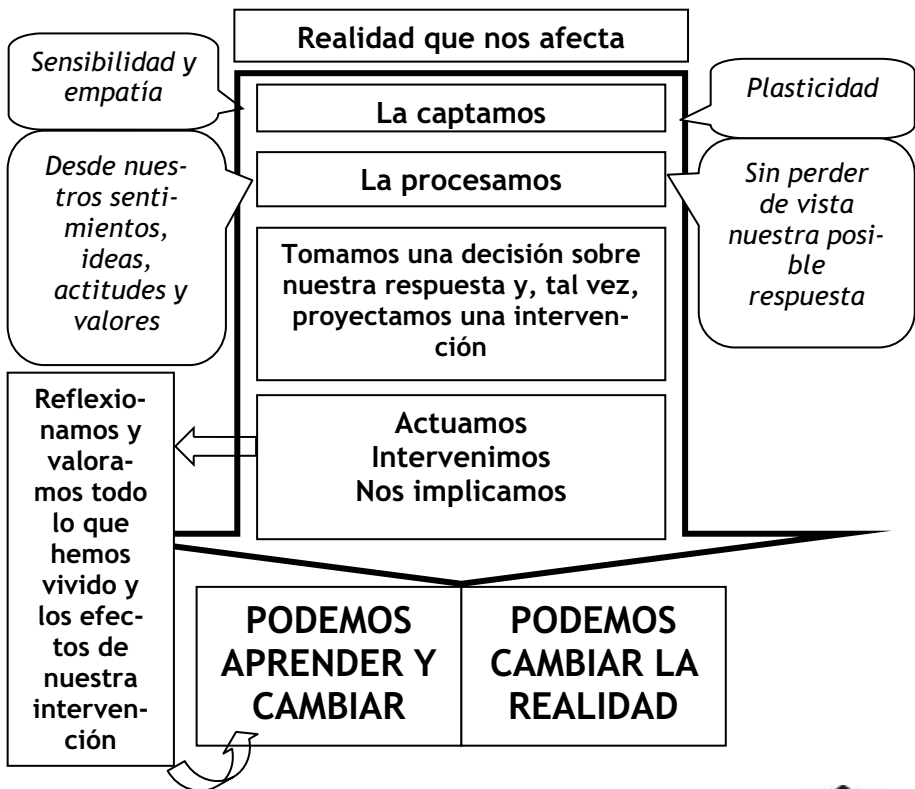 Realidad que nos afecta
Sensibilidad y
empatía
Plasticidad
La captamos
Desde nues-
tros senti-
mientos,
ideas,
actitudes y
valores
La procesamos
Sin perder
de vista
nuestra posi-
ble
respuesta
Tomamos una decisión sobre
nuestra respuesta y, tal vez,
proyectamos una interven-
ción
Actuamos
Intervenimos
Nos implicamos
Reflexio-
namos y
valora-
mos todo
lo que
hemos
vivido y
los efec-
tos de
nuestra
interven-
ción
PODEMOS
APRENDER Y
CAMBIAR
PODEMOS
CAMBIAR LA
REALIDAD